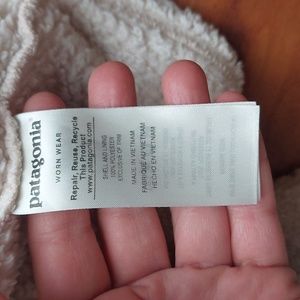 patagonia
WORN WEAR
Repair, Reuse, Recycle
This Product
www.patagonia.com
SHELL AND LINING
100% POLYESTER
EXCLUSIVE OF TRIM
MADE IN VIETNAM
FABRIQUÉ AU VIETNAM
HECHO EN VIETNAM